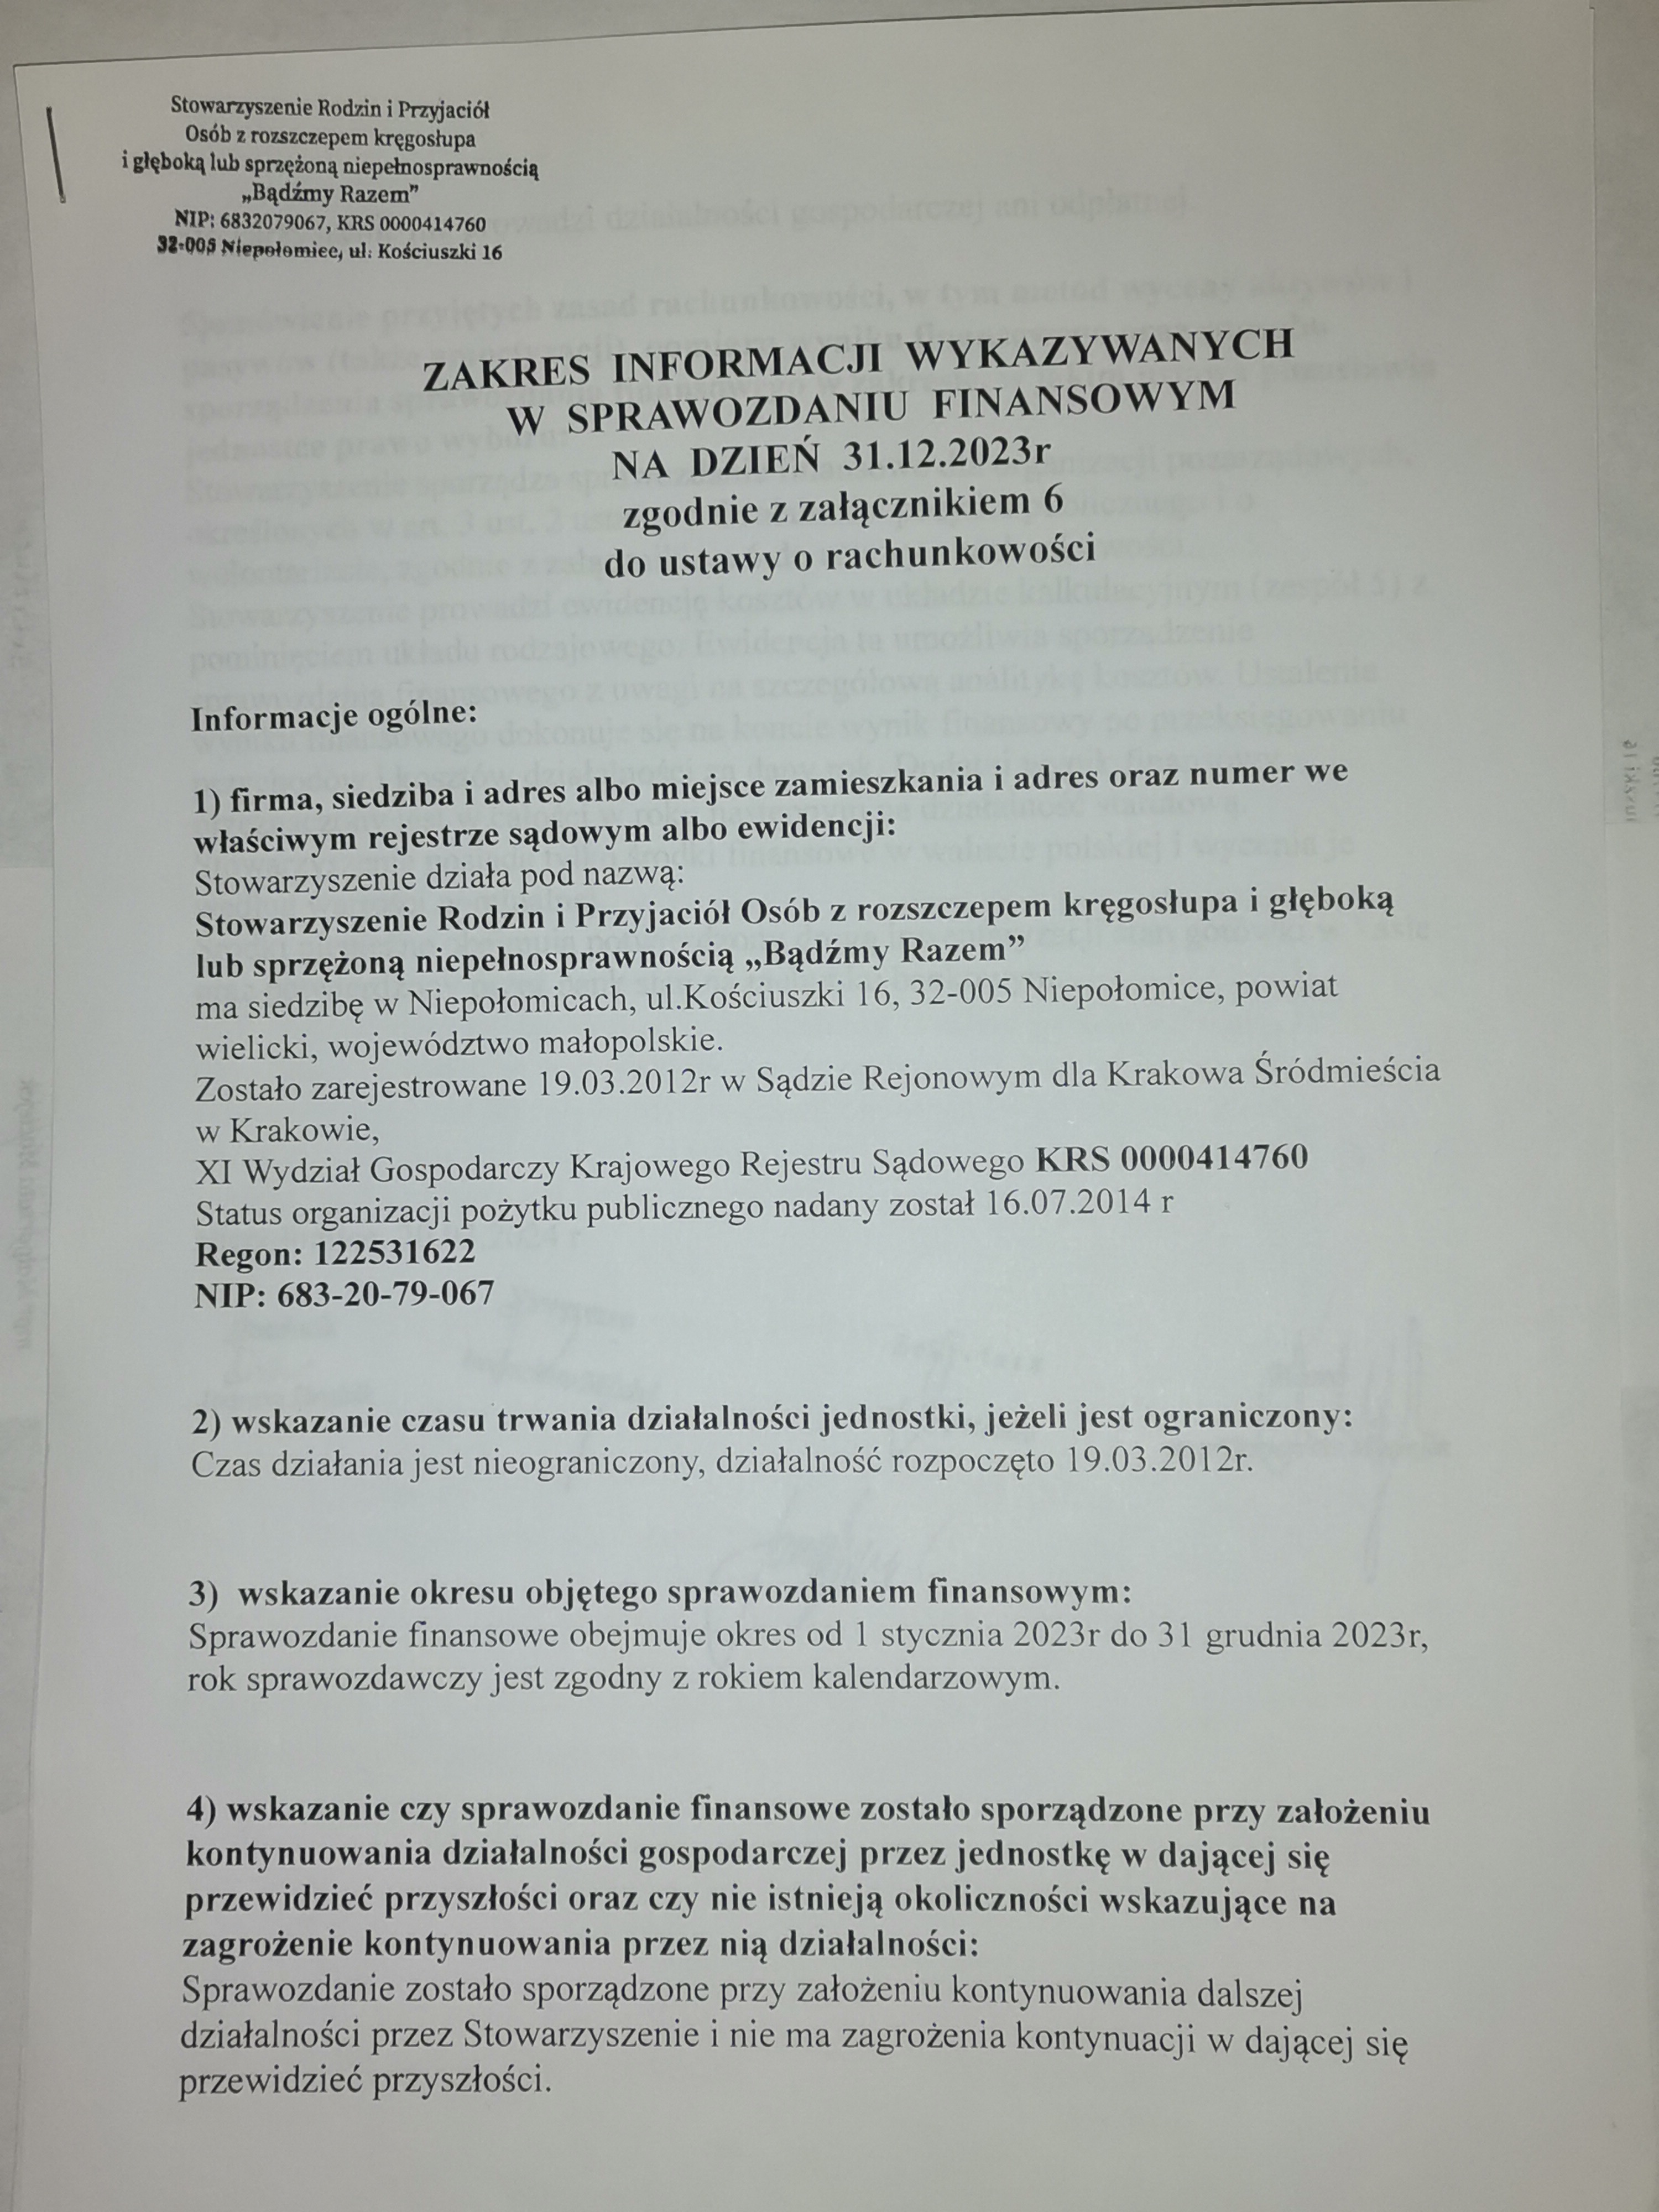 Stowarzyszenie Rodzin i Przyjaciół
Osób z rozszczepem kręgosłupa
i głęboką lub sprzężoną niepełnosprawnością
„Bądźmy Razem”
NIP: 6832079067, KRS 0000414760
32-005 Niepołomice, ul. Kościuszki 16
ZAKRES INFORMACJI WYKAZYWANYCH
W SPRAWOZDANIU FINANSOWYM
NA DZIEŃ 31.12.2023r
zgodnie z załącznikiem 6
do ustawy o rachunkowości
Informacje ogólne:
1) firma, siedziba i adres albo miejsce zamieszkania i adres oraz numer we
właściwym rejestrze sądowym albo ewidencji:
Stowarzyszenie działa pod nazwą:
Stowarzyszenie Rodzin i Przyjaciół Osób z rozszczepem kręgosłupa i głęboką
lub sprzężoną niepełnosprawnością „Bądźmy Razem”
ma siedzibę w Niepołomicach, ul.Kościuszki 16, 32-005 Niepołomice, powiat
wielicki, województwo małopolskie.
Zostało zarejestrowane 19.03.2012r w Sądzie Rejonowym dla Krakowa Śródmieścia
w Krakowie,
XI Wydział Gospodarczy Krajowego Rejestru Sądowego KRS 0000414760
Status organizacji pożytku publicznego nadany został 16.07.2014 r
Regon: 122531622
NIP: 683-20-79-067
2) wskazanie czasu trwania działalności jednostki, jeżeli jest ograniczony:
Czas działania jest nieograniczony, działalność rozpoczęto 19.03.2012r.
3) wskazanie okresu objętego sprawozdaniem finansowym:
Sprawozdanie finansowe obejmuje okres od 1 stycznia 2023r do 31 grudnia 2023r,
rok sprawozdawczy jest zgodny z rokiem kalendarzowym.
4) wskazanie czy sprawozdanie finansowe zostało sporządzone przy założeniu
kontynuowania działalności gospodarczej przez jednostkę w dającej się
przewidzieć przyszłości oraz czy nie istnieją okoliczności wskazujące na
zagrożenie kontynuowania przez nią działalności:
Sprawozdanie zostało sporządzone przy założeniu kontynuowania dalszej
działalności przez Stowarzyszenie i nie ma zagrożenia kontynuacji w dającej się
przewidzieć przyszłości.